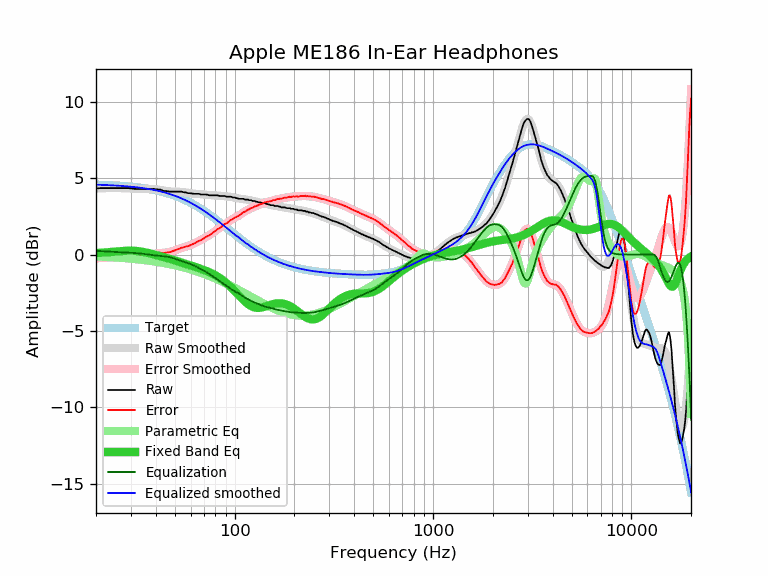 Apple ME186 In-Ear Headphones
Amplitude (dBr)
10
5
0
−5
−10
−15
Target
Raw Smoothed
Error Smoothed
Raw
Error
Parametric Eq
Fixed Band Eq
Equalization
Equalized smoothed
100 1000 10000
Frequency (Hz)